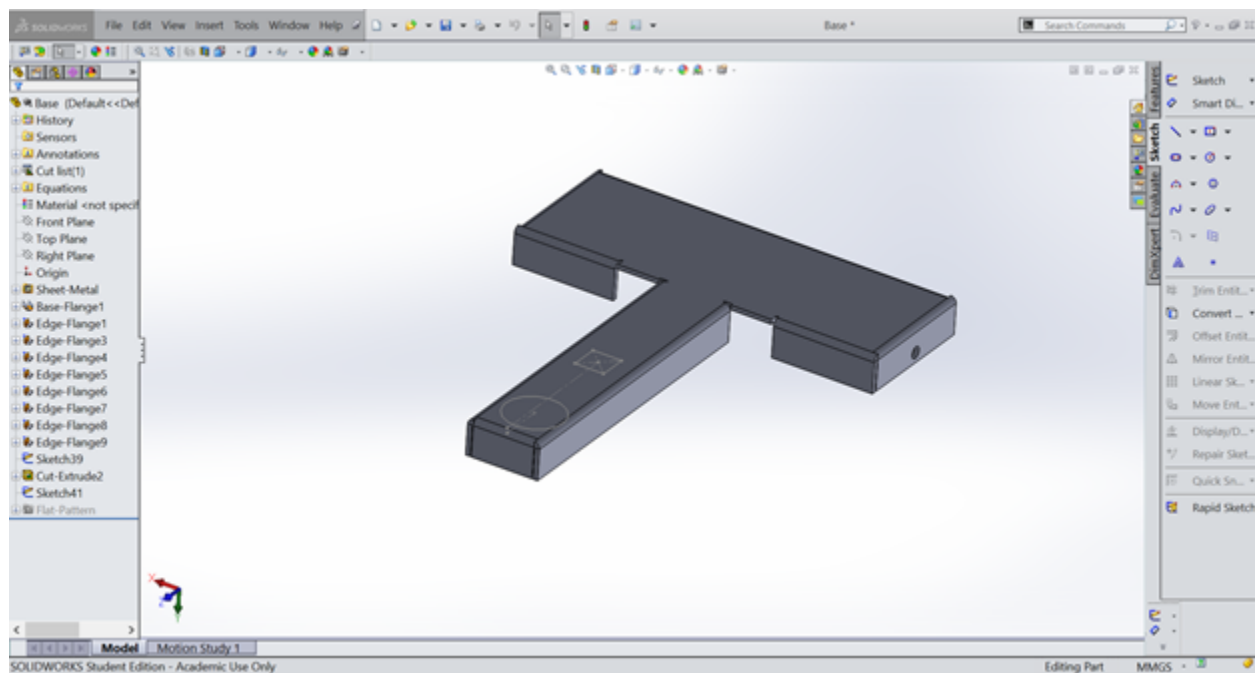 SOLIDWORKS File Edit View Insert Tools Window Help Base * Search Commands
Base (Default<<Def
History
Sensors
Annotations
Cut list(1)
Equations
Material <not specif
Front Plane
Top Plane
Right Plane
Origin
Sheet-Metal
Base-Flange1
Edge-Flange1
Edge-Flange3
Edge-Flange4
Edge-Flange5
Edge-Flange6
Edge-Flange7
Edge-Flange8
Edge-Flange9
Sketch39
Cut-Extrude2
Sketch41
Flat-Pattern
Features
Sketch
Evaluate
DimXpert
Sketch
Smart Di...
Trim Entit...
Convert ...
Offset Entit...
Mirror Entit...
Linear Sk...
Move Ent...
Display/D...
Repair Sket...
Quick Sn...
Rapid Sketch
Model Motion Study 1
SOLIDWORKS Student Edition - Academic Use Only Editing Part MMGS